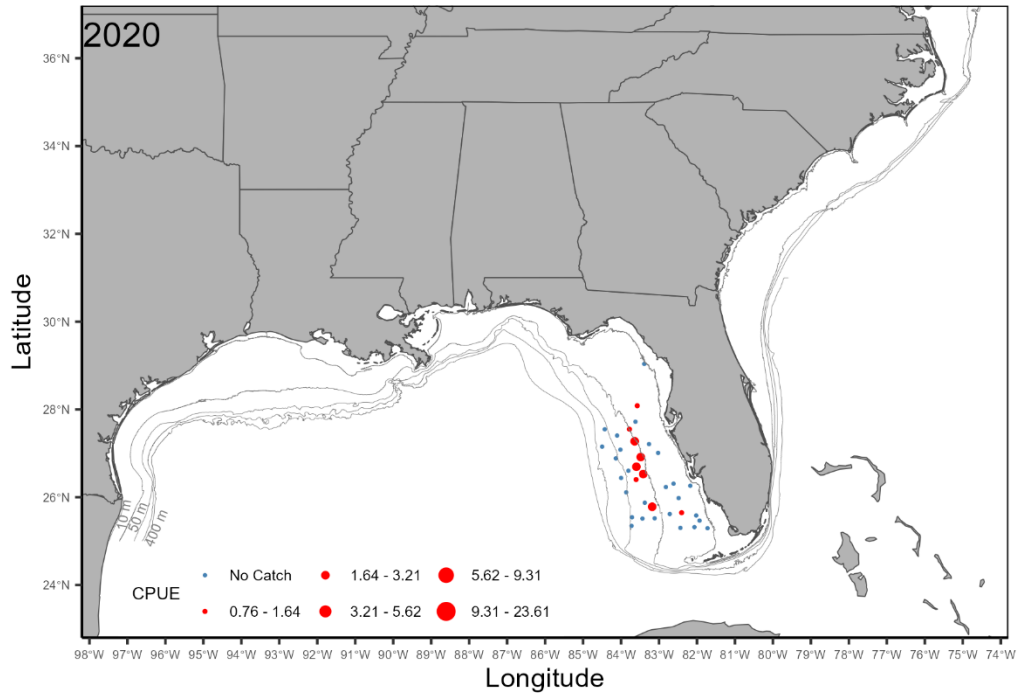 2020
36°N
34°N
32°N
30°N
28°N
26°N
24°N
Latitude
10 m
50 m
400 m
CPUE
No Catch
1.64 - 3.21
5.62 - 9.31
0.76 - 1.64
3.21 - 5.62
9.31 - 23.61
98°W 97°W 96°W 95°W 94°W 93°W 92°W 91°W 90°W 89°W 88°W 87°W 86°W 85°W 84°W 83°W 82°W 81°W 80°W 79°W 78°W 77°W 76°W 75°W 74°W
Longitude